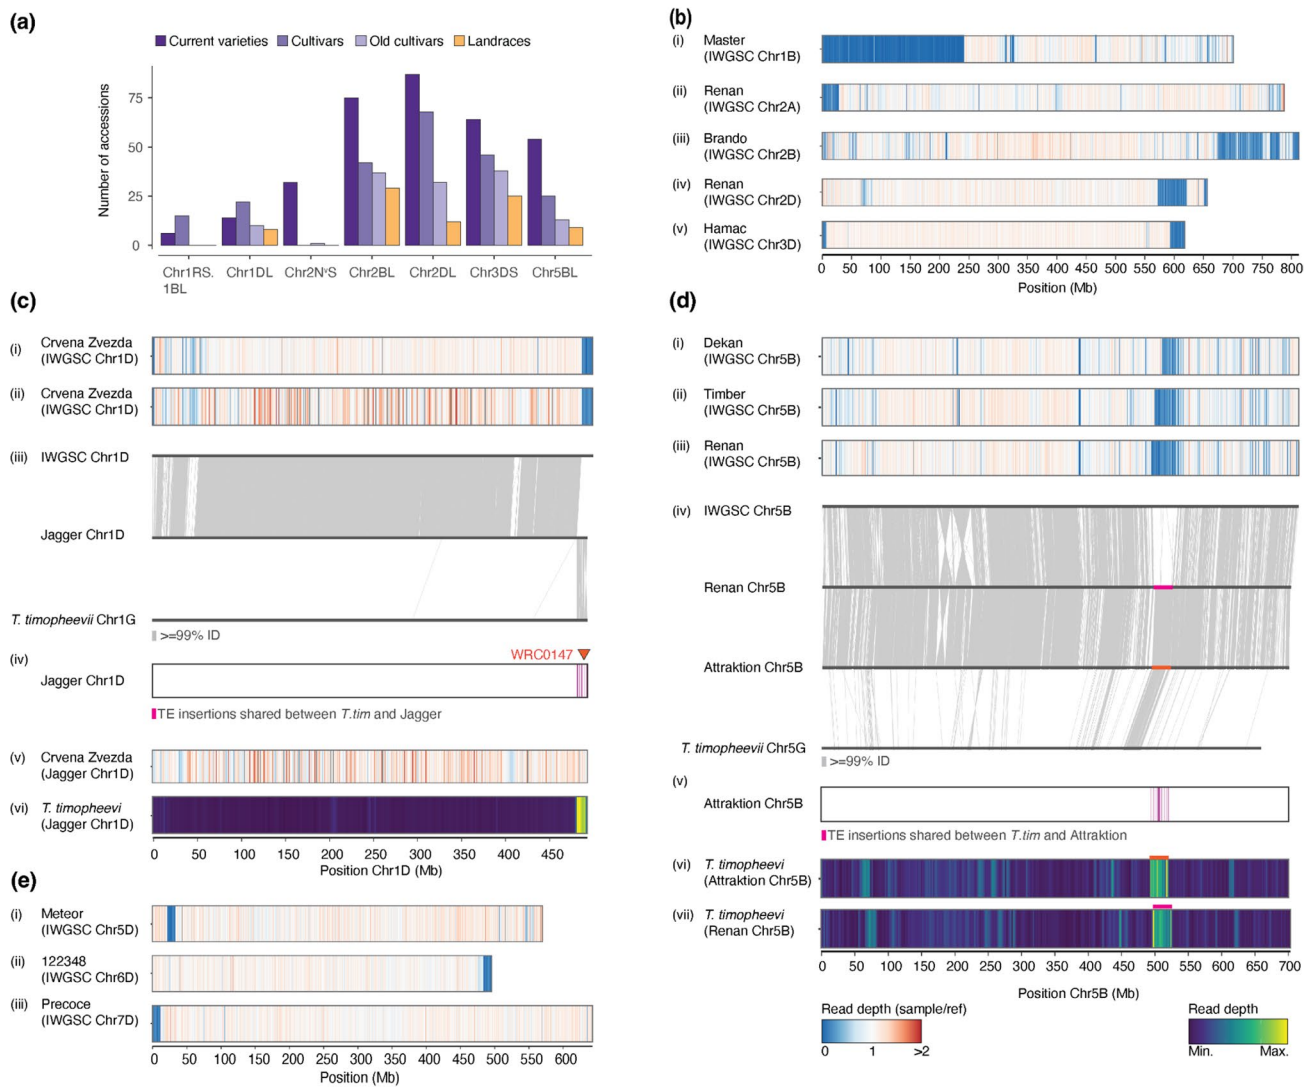 (a)
Current varieties Cultivars Old cultivars Landraces
Number of accessions
75
50
25
0
Chr1RS.
1BL
Chr1DL
Chr2NᵛS
Chr2BL
Chr2DL
Chr3DS
Chr5BL
(b)
(i) Master
(IWGSC Chr1B)
(ii) Renan
(IWGSC Chr2A)
(iii) Brando
(IWGSC Chr2B)
(iv) Renan
(IWGSC Chr2D)
(v) Hamac
(IWGSC Chr3D)
0 50 100 150 200 250 300 350 400 450 500 550 600 650 700 750 800
Position (Mb)
(c)
(i) Crvena Zvezda
(IWGSC Chr1D)
(ii) Crvena Zvezda
(IWGSC Chr1D)
(iii) IWGSC Chr1D
Jagger Chr1D
T. timopheevii Chr1G
>=99% ID
(iv)
WRC0147
Jagger Chr1D
TE insertions shared between T.tim and Jagger
(v) Crvena Zvezda
(Jagger Chr1D)
(vi) T. timopheevi
(Jagger Chr1D)
0 50 100 150 200 250 300 350 400 450
Position Chr1D (Mb)
(d)
(i) Dekan
(IWGSC Chr5B)
(ii) Timber
(IWGSC Chr5B)
(iii) Renan
(IWGSC Chr5B)
(iv) IWGSC Chr5B
Renan Chr5B
Attraktion Chr5B
T. timopheevii Chr5G
>=99% ID
(v)
Attraktion Chr5B
TE insertions shared between T.tim and Attraktion
(vi) T. timopheevi
(Attraktion Chr5B)
(vii) T. timopheevi
(Renan Chr5B)
0 50 100 150 200 250 300 350 400 450 500 550 600 650 700
Position Chr5B (Mb)
Read depth (sample/ref)
0 1 >2
Read depth
Min. Max.
(e)
(i) Meteor
(IWGSC Chr5D)
(ii) 122348
(IWGSC Chr6D)
(iii) Precoce
(IWGSC Chr7D)
0 50 100 150 200 250 300 350 400 450 500 550 600
Position (Mb)